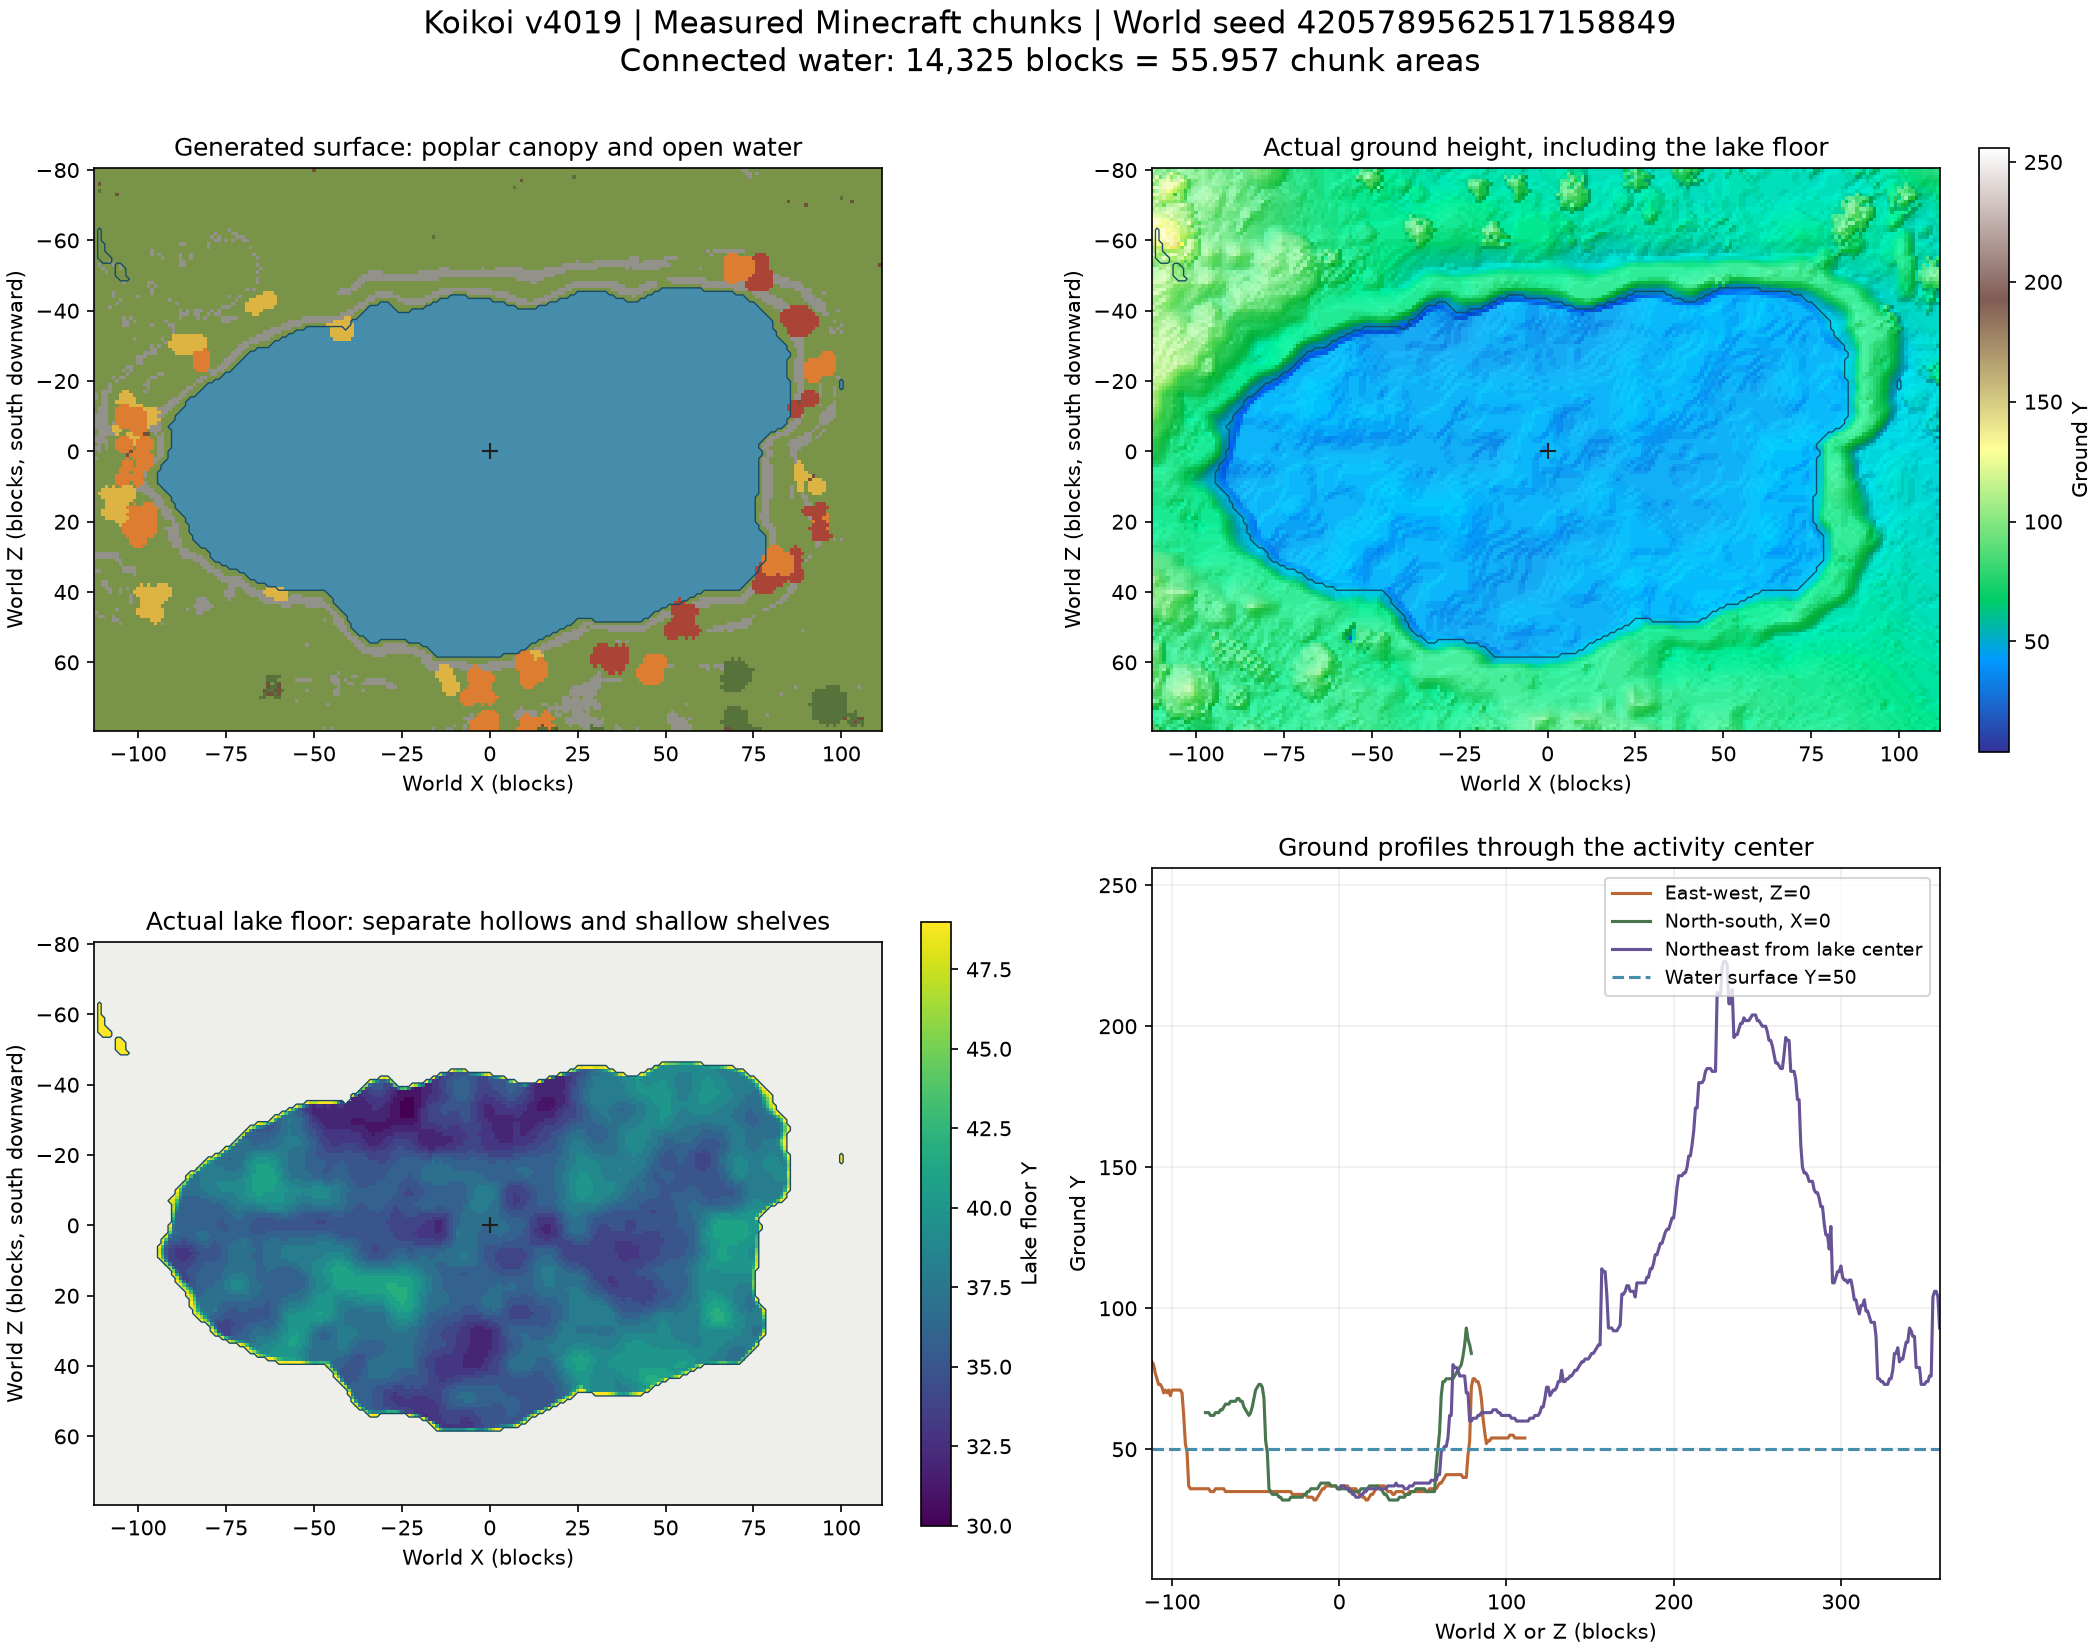 Koikoi v4019 | Measured Minecraft chunks | World seed 4205789562517158849
Connected water: 14,325 blocks = 55.957 chunk areas
Generated surface: poplar canopy and open water
−80
−60
−40
−20
0
20
40
60
World Z (blocks, south downward)
−100 −75 −50 −25 0 25 50 75 100
World X (blocks)
Actual ground height, including the lake floor
−80
−60
−40
−20
0
20
40
60
World Z (blocks, south downward)
−100 −75 −50 −25 0 25 50 75 100
World X (blocks)
250
200
150
100
50
Ground Y
Actual lake floor: separate hollows and shallow shelves
−80
−60
−40
−20
0
20
40
60
World Z (blocks, south downward)
−100 −75 −50 −25 0 25 50 75 100
World X (blocks)
47.5
45.0
42.5
40.0
37.5
35.0
32.5
30.0
Lake floor Y
Ground profiles through the activity center
250
200
150
100
50
Ground Y
East-west, Z=0
North-south, X=0
Northeast from lake center
Water surface Y=50
−100 0 100 200 300
World X or Z (blocks)